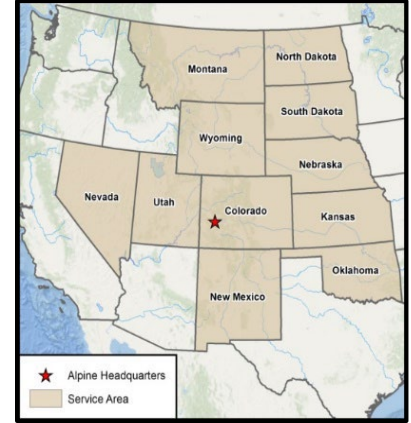 Montana
North Dakota
South Dakota
Wyoming
Nebraska
Nevada
Utah
Colorado
Kansas
Oklahoma
New Mexico
Alpine Headquarters
Service Area